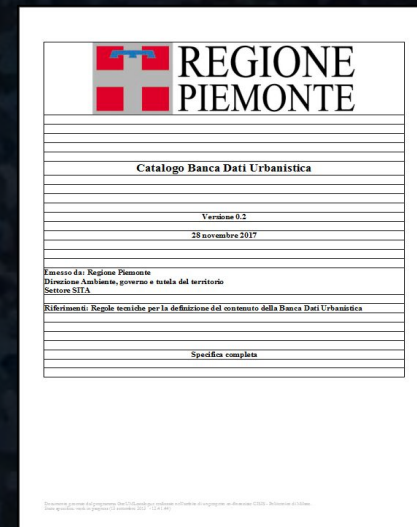 REGIONE
PIEMONTE
Catalogo Banca Dati Urbanistica
Versione 0.2
28 novembre 2017
Emesso da: Regione Piemonte
Direzione Ambiente, governo e tutela del territorio
Settore SITA
Riferimenti: Regole tecniche per la definizione del contenuto della Banca Dati Urbanistica
Specifica completa